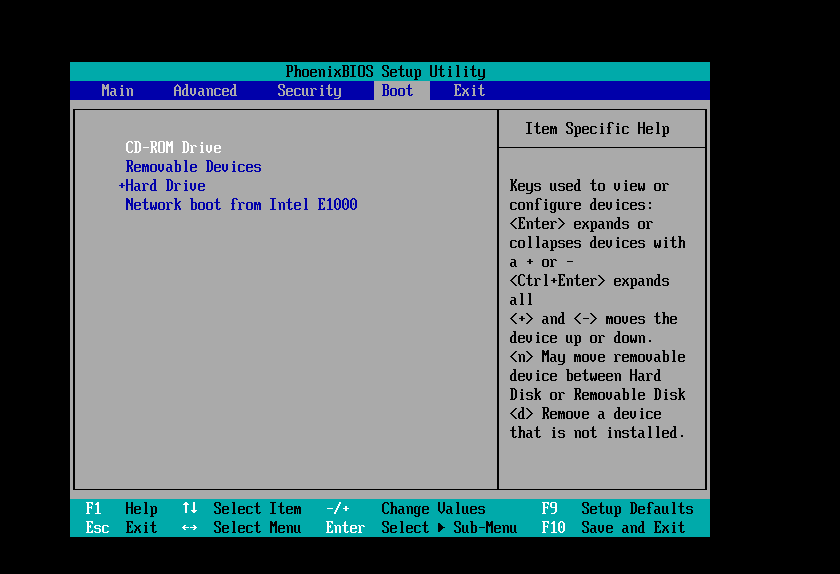 PhoenixBIOS Setup Utility
Main Advanced Security Boot Exit
CD-ROM Drive
Removable Devices
+Hard Drive
Network boot from Intel E1000
Item Specific Help
Keys used to view or
configure devices:
<Enter> expands or
collapses devices with
a + or -
<Ctrl+Enter> expands
all
<+> and <-> moves the
device up or down.
<n> May move removable
device between Hard
Disk or Removable Disk
<d> Remove a device
that is not installed.
F1 Help ↑↓ Select Item -/+ Change Values F9 Setup Defaults
Esc Exit ↔ Select Menu Enter Select ▶ Sub-Menu F10 Save and Exit